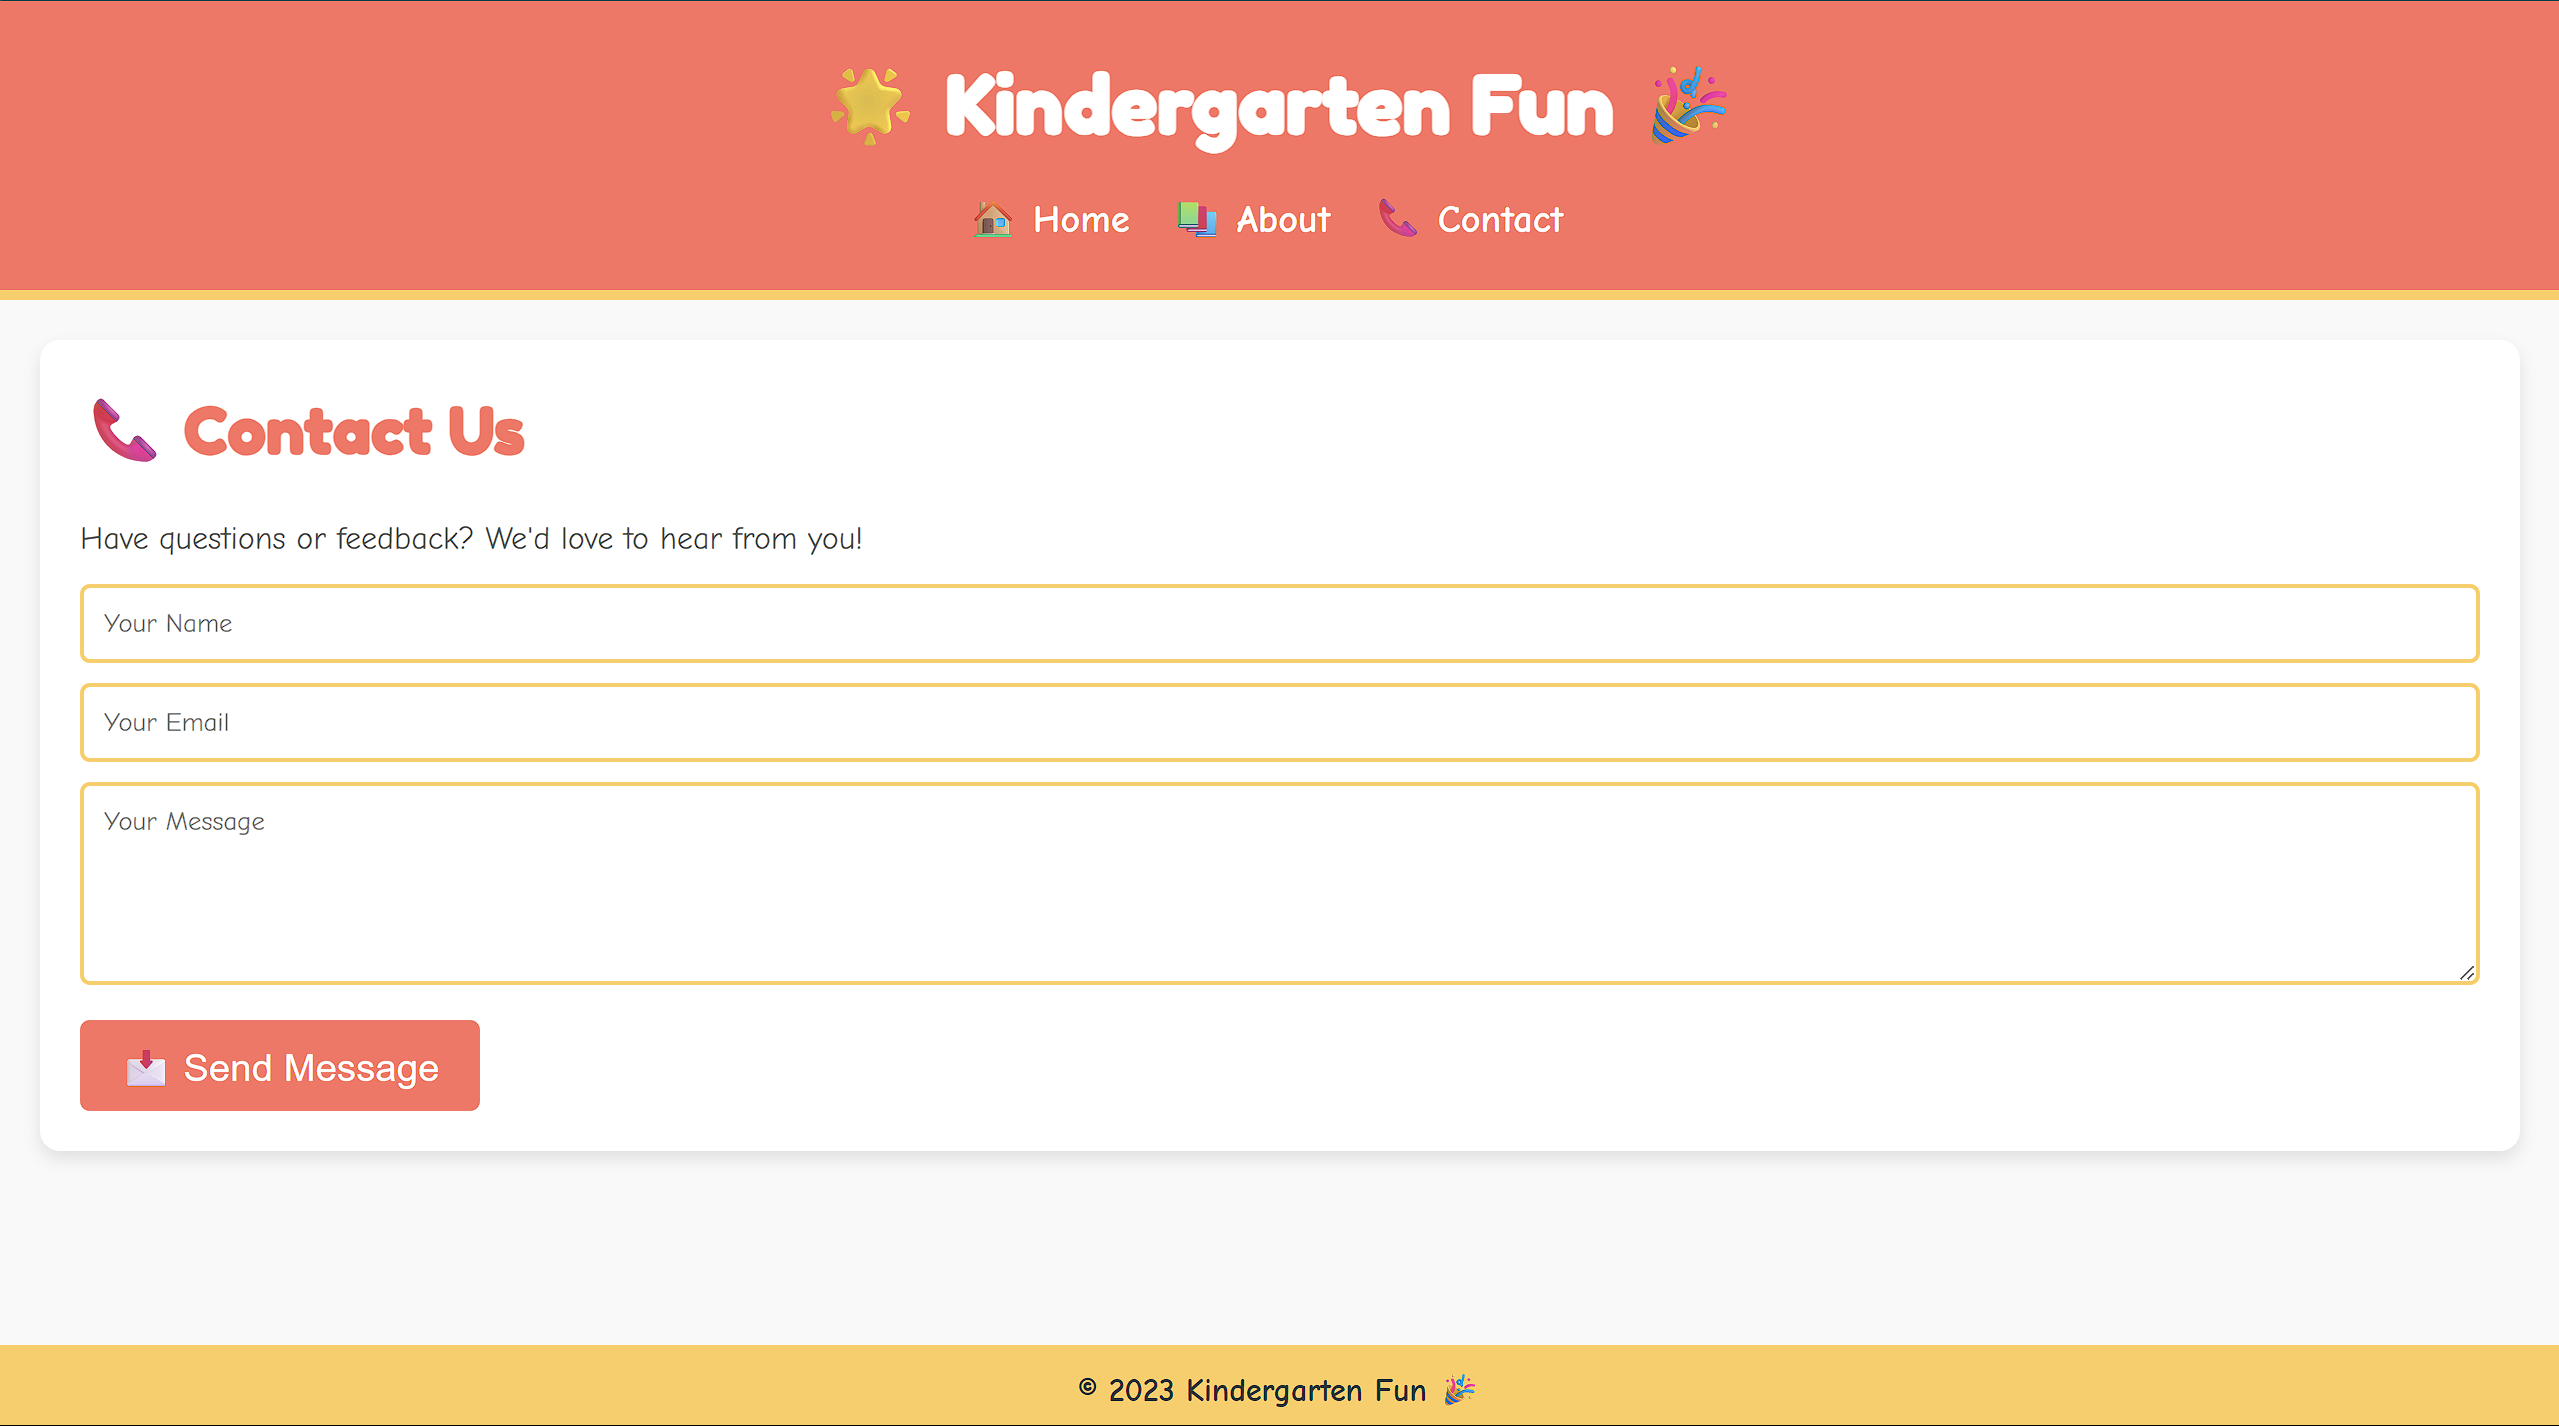 🌟 Kindergarten Fun 🎉
🏠 Home 📚 About 📞 Contact
📞 Contact Us
Have questions or feedback? We'd love to hear from you!
Your Name
Your Email
Your Message
📩 Send Message
© 2023 Kindergarten Fun 🎉